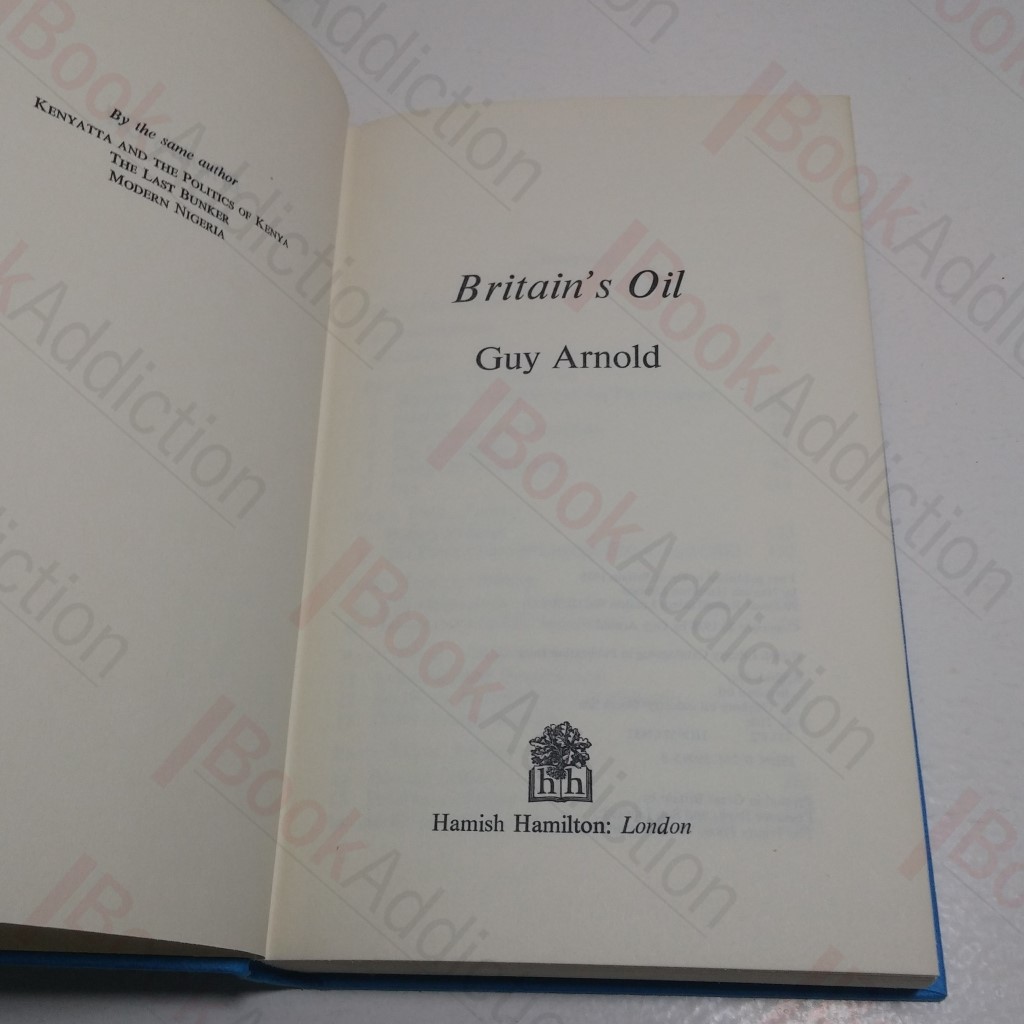 By the same author
KENYATTA AND THE POLITICS OF KENYA
THE LAST BUNKER
MODERN NIGERIA
Britain's Oil
Guy Arnold
hh
Hamish Hamilton: London
BookAddiction